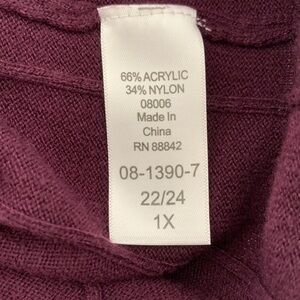 66% ACRYLIC
34% NYLON
08006
Made In
China
RN 88842
08-1390-7
22/24
1X